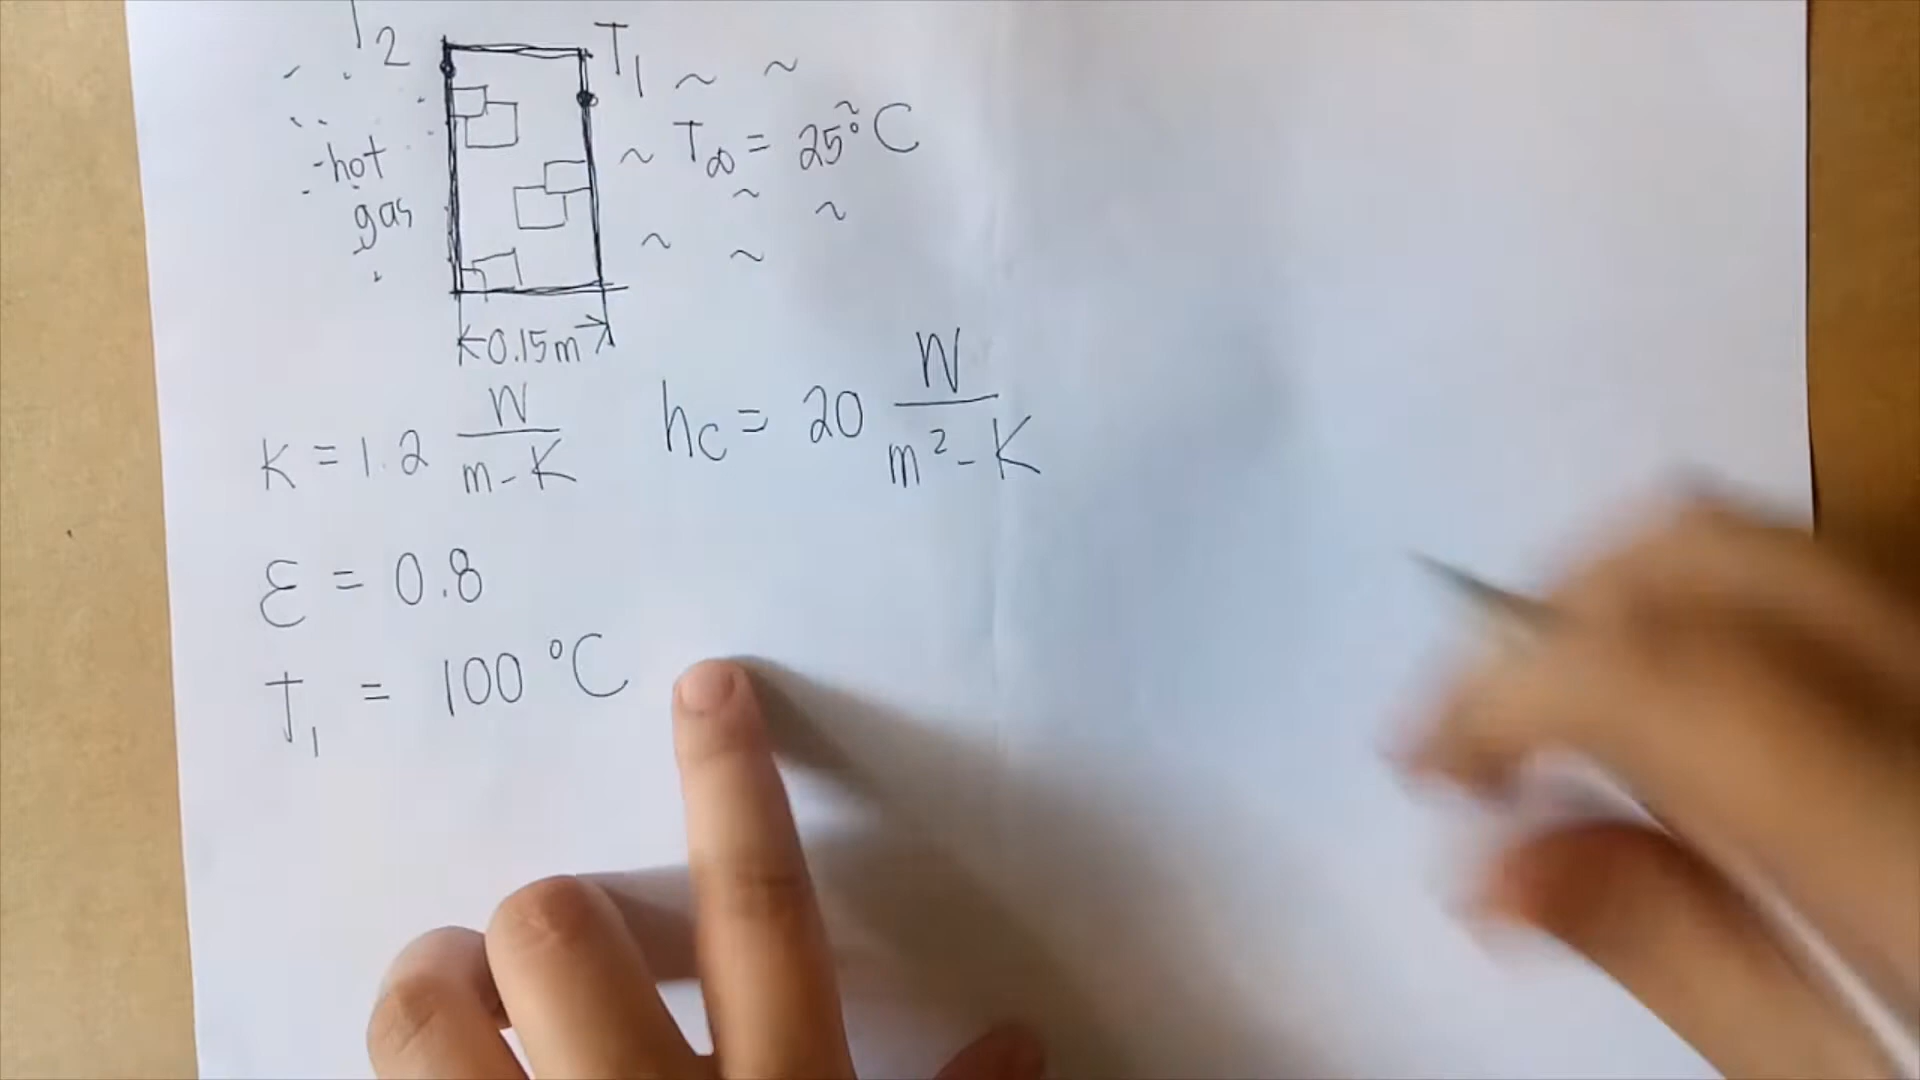 T2
T1
hot
gas
T∞ = 25°C
0.15m
K = 1.2 W/m-K
hc = 20 W/m²-K
ε = 0.8
T1 = 100 °C